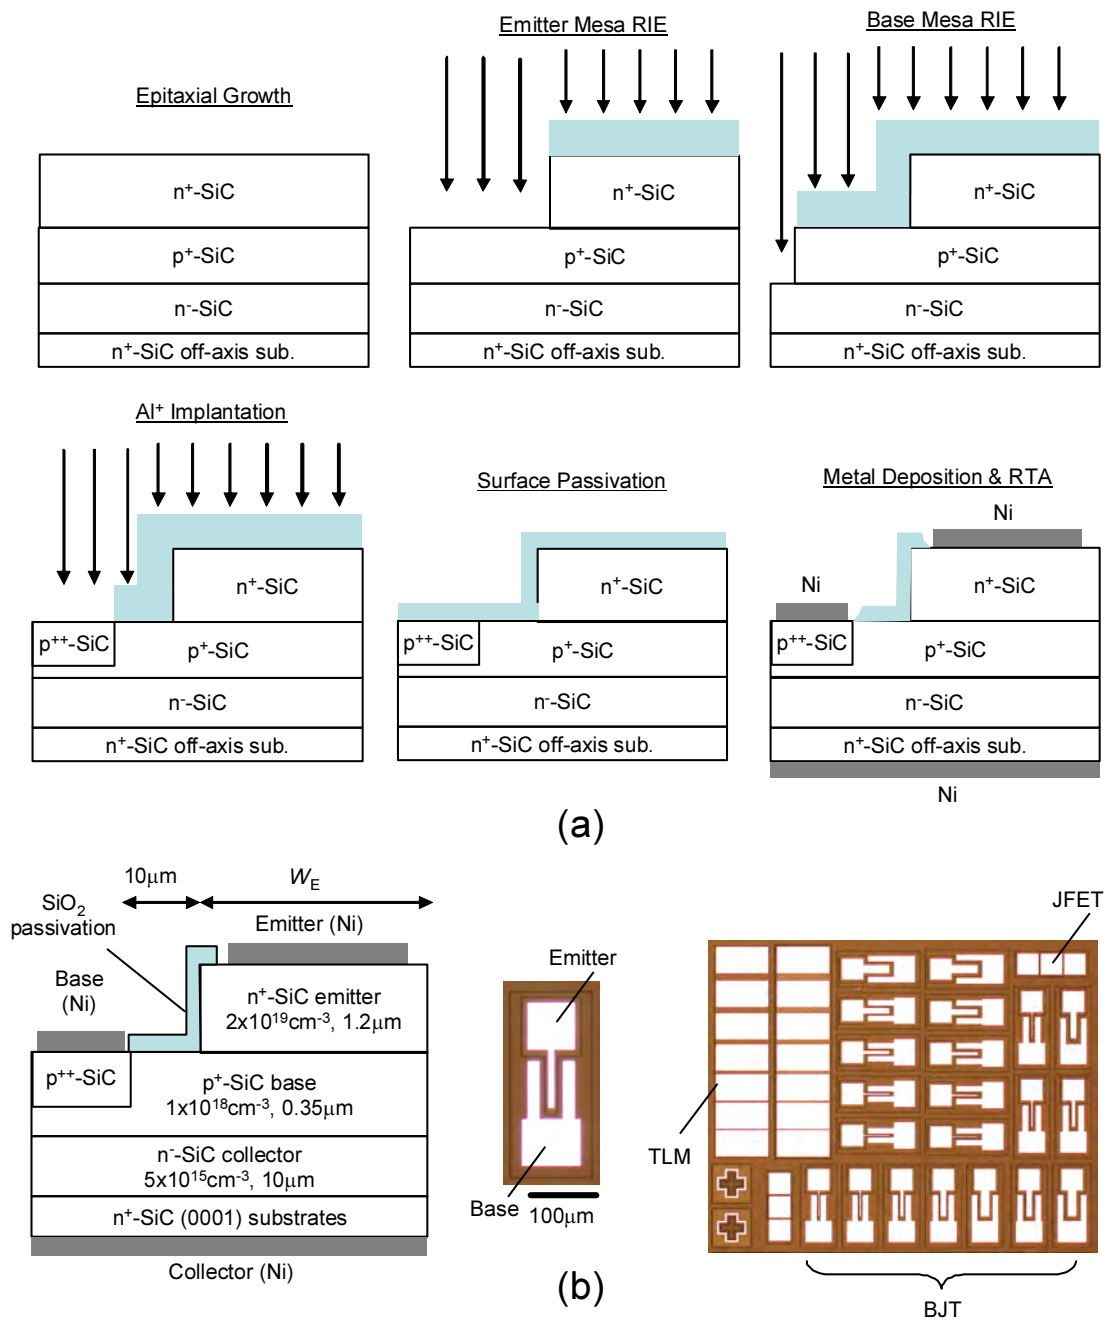 Epitaxial Growth
n⁺-SiC
p⁺-SiC
n⁻-SiC
n⁺-SiC off-axis sub.
Emitter Mesa RIE
n⁺-SiC
p⁺-SiC
n⁻-SiC
n⁺-SiC off-axis sub.
Base Mesa RIE
n⁺-SiC
p⁺-SiC
n⁻-SiC
n⁺-SiC off-axis sub.
Al⁺ Implantation
n⁺-SiC
p⁺⁺-SiC
p⁺-SiC
n⁻-SiC
n⁺-SiC off-axis sub.
Surface Passivation
n⁺-SiC
p⁺⁺-SiC
p⁺-SiC
n⁻-SiC
n⁺-SiC off-axis sub.
Metal Deposition & RTA
Ni
Ni
n⁺-SiC
p⁺⁺-SiC
p⁺-SiC
n⁻-SiC
n⁺-SiC off-axis sub.
Ni
(a)
10μm
W_E
SiO₂
passivation
Emitter (Ni)
Base
(Ni)
n⁺-SiC emitter
2x10¹⁹cm⁻³, 1.2μm
p⁺⁺-SiC
p⁺-SiC base
1x10¹⁸cm⁻³, 0.35μm
n⁻-SiC collector
5x10¹⁵cm⁻³, 10μm
n⁺-SiC (0001) substrates
Collector (Ni)
Emitter
Base
100μm
JFET
TLM
BJT
(b)